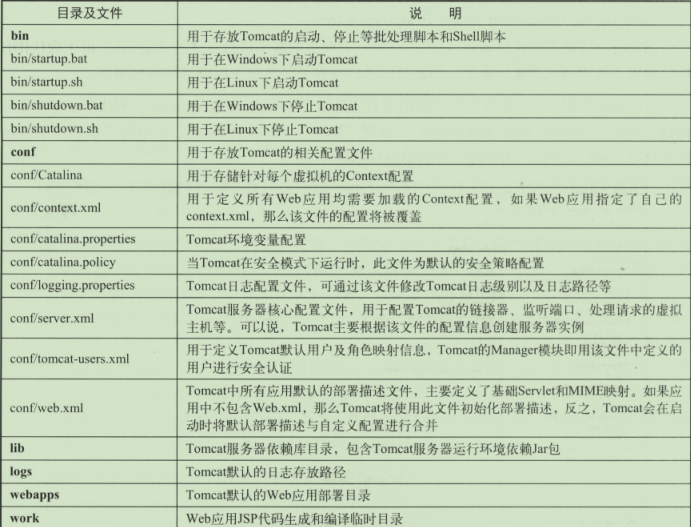 目录及文件 说 明
bin 用于存放Tomcat的启动、停止等批处理脚本和Shell脚本
bin/startup.bat 用于在Windows下启动Tomcat
bin/startup.sh 用于在Linux下启动Tomcat
bin/shutdown.bat 用于在Windows下停止Tomcat
bin/shutdown.sh 用于在Linux下停止Tomcat
conf 用于存放Tomcat的相关配置文件
conf/Catalina 用于存储针对每个虚拟机的Context配置
conf/context.xml 用于定义所有Web应用均需要加载的Context配置，如果Web应用指定了自己的
context.xml，那么该文件的配置将被覆盖
conf/catalina.properties Tomcat环境变量配置
conf/catalina.policy 当Tomcat在安全模式下运行时，此文件为默认的安全策略配置
conf/logging.properties Tomcat日志配置文件，可通过该文件修改Tomcat日志级别以及日志路径等
conf/server.xml Tomcat服务器核心配置文件，用于配置Tomcat的链接器、监听端口、处理请求的虚拟
主机等。可以说，Tomcat主要根据该文件的配置信息创建服务器实例
conf/tomcat-users.xml 用于定义Tomcat默认用户及角色映射信息，Tomcat的Manager模块即用该文件中定义的
用户进行安全认证
conf/web.xml Tomcat中所有应用默认的部署描述文件，主要定义了基础Servlet和MIME映射。如果应
用中不包含Web.xml，那么Tomcat将使用此文件初始化部署描述，反之，Tomcat会在启
动时将默认部署描述与自定义配置进行合并
lib Tomcat服务器依赖库目录，包含Tomcat服务器运行环境依赖Jar包
logs Tomcat默认的日志存放路径
webapps Tomcat默认的Web应用部署目录
work Web应用JSP代码生成和编译临时目录